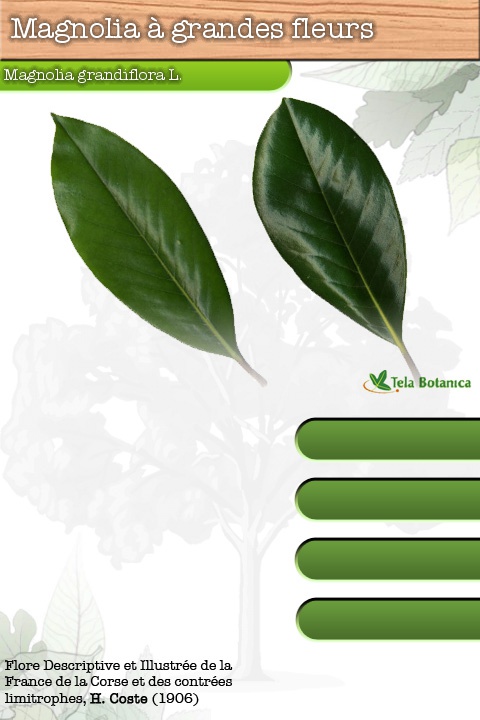 Magnolia à grandes fleurs
Magnolia grandiflora L.
Tela Botanica
Flore Descriptive et Illustrée de la
France de la Corse et des contrées
limitrophes, H. Coste (1906)